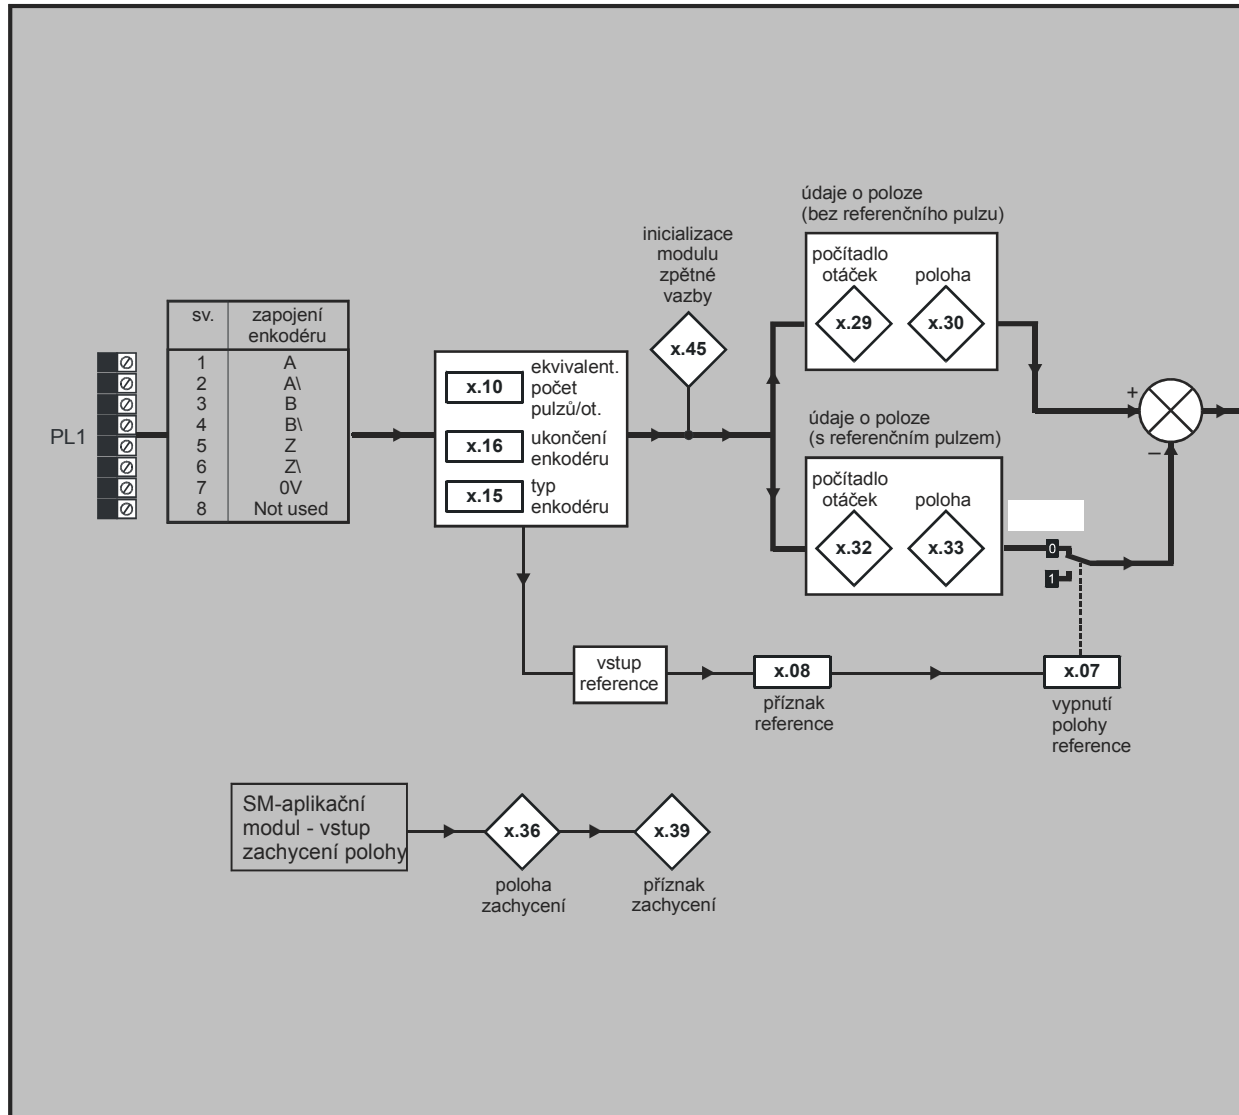 údaje o poloze
(bez referenčního pulzu)
inicializace
modulu
zpětné
vazby
počítadlo
otáček
poloha
x.29
x.30
x.45
sv.
zapojení
enkodéru
1 A
2 A\
3 B
4 B\
5 Z
6 Z\
7 0V
8 Not used
PL1
x.10
ekvivalent.
počet
pulzů/ot.
x.16
ukončení
enkodéru
x.15
typ
enkodéru
údaje o poloze
(s referenčním pulzem)
počítadlo
otáček
poloha
x.32
x.33
+
–
0
1
vstup
reference
x.08
příznak
reference
x.07
vypnutí
polohy
reference
SM-aplikační
modul - vstup
zachycení polohy
x.36
poloha
zachycení
x.39
příznak
zachycení